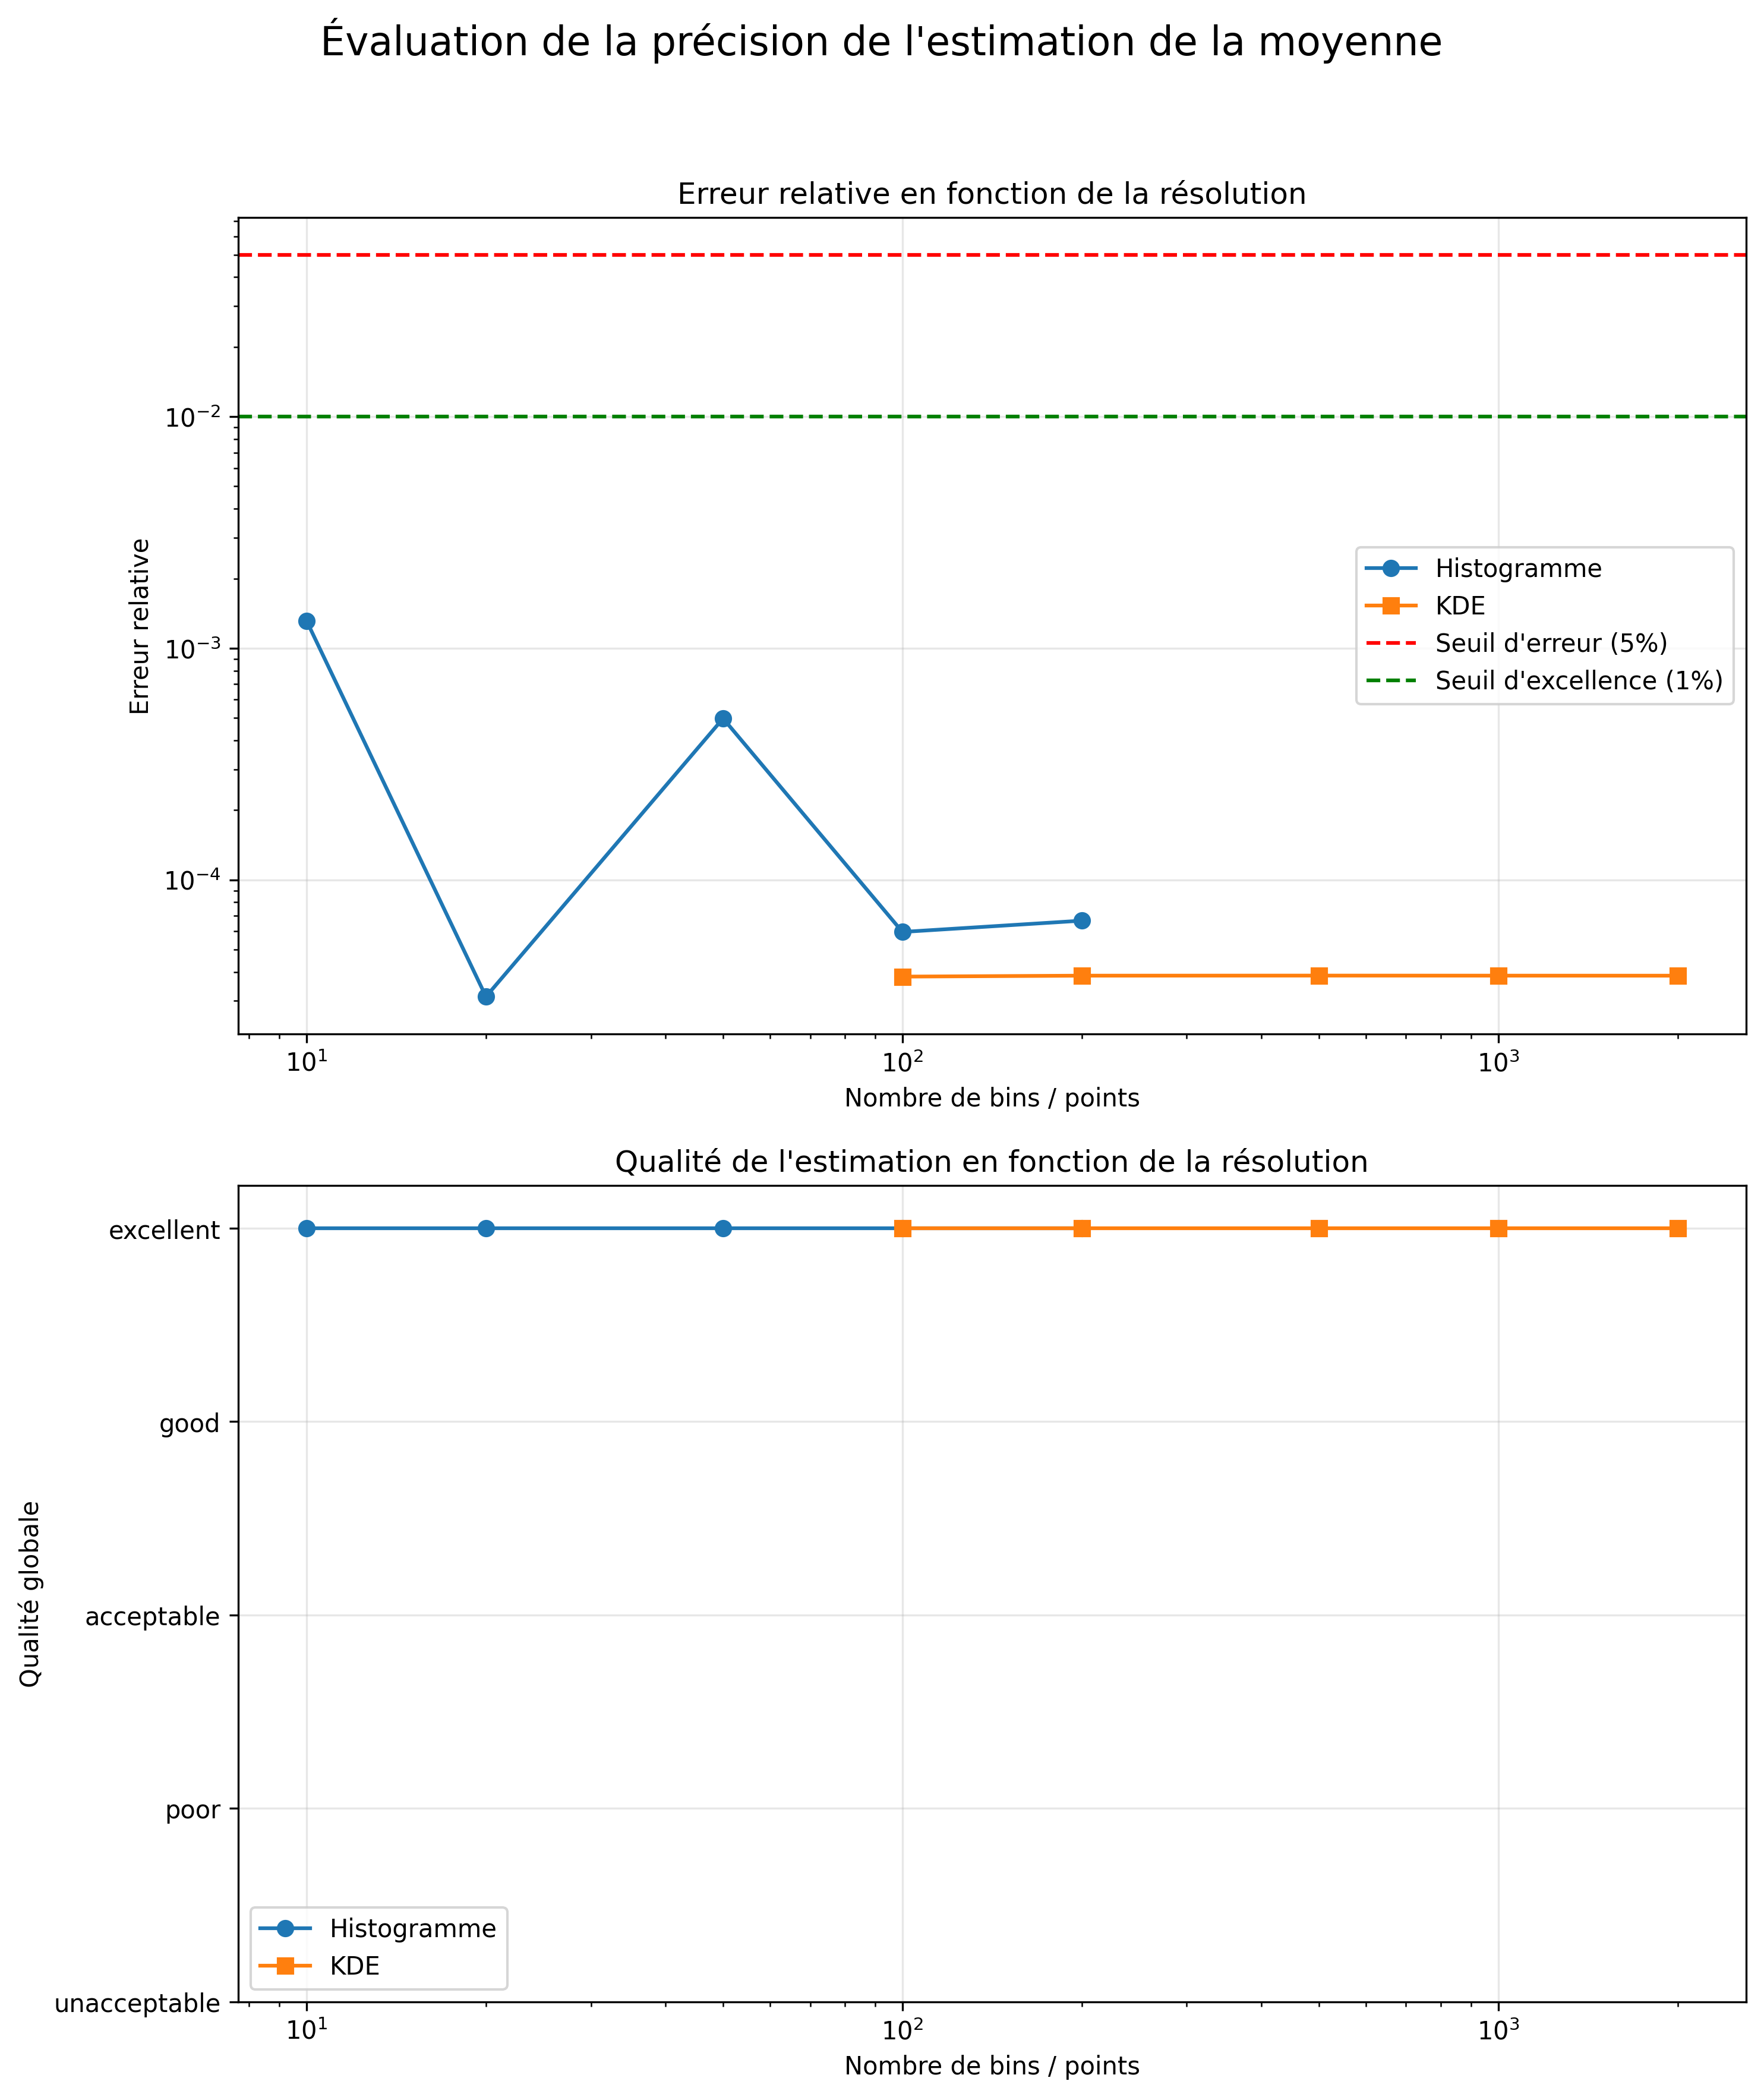 Évaluation de la précision de l'estimation de la moyenne
Erreur relative en fonction de la résolution
Erreur relative
10⁻²
10⁻³
10⁻⁴
Histogramme
KDE
Seuil d'erreur (5%)
Seuil d'excellence (1%)
10¹
10²
10³
Nombre de bins / points
Qualité de l'estimation en fonction de la résolution
Qualité globale
excellent
good
acceptable
poor
unacceptable
Histogramme
KDE
10¹
10²
10³
Nombre de bins / points